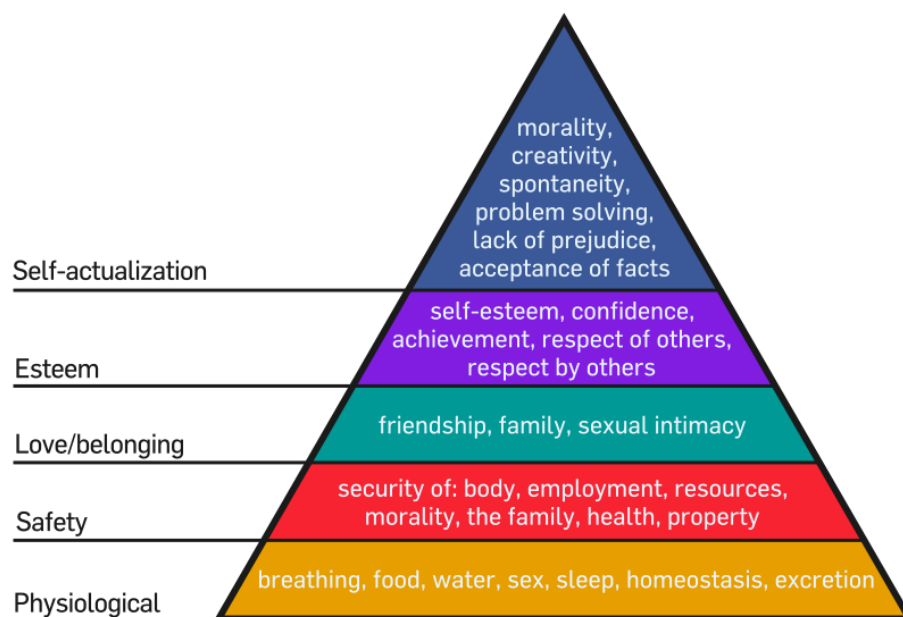 morality,
creativity,
spontaneity,
problem solving,
lack of prejudice,
acceptance of facts
Self-actualization
self-esteem, confidence,
achievement, respect of others,
respect by others
Esteem
friendship, family, sexual intimacy
Love/belonging
security of: body, employment, resources,
morality, the family, health, property
Safety
breathing, food, water, sex, sleep, homeostasis, excretion
Physiological